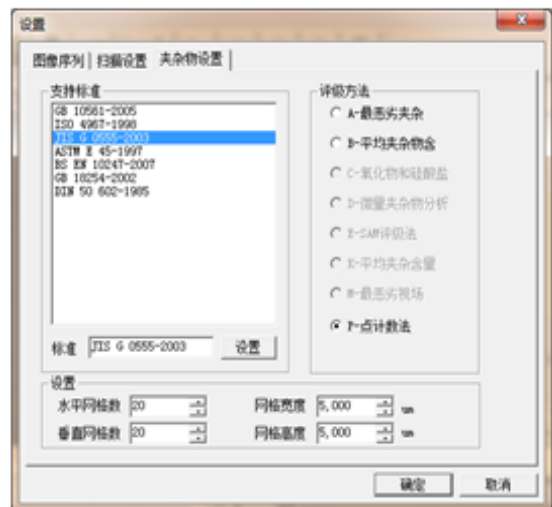 设置
图像序列 扫描设置 夹杂物设置
支持标准
GB 10561-2005
ISO 4967-1998
JIS G 0555-2003
ASTM E 45-1997
BS EN 10247-2007
GB 18254-2002
DIN 50 602-1985
标准 JIS G 0555-2003 设置
评级方法
A-最恶劣夹杂
B-平均夹杂物含
C-氧化物和硅酸盐
D-微量夹杂物分析
E-SAM评级法
K-平均夹杂含量
M-最恶劣视场
P-点计数法
设置
水平网格数 20 网格宽度 5,000 um
垂直网格数 20 网格高度 5,000 um
确定 取消